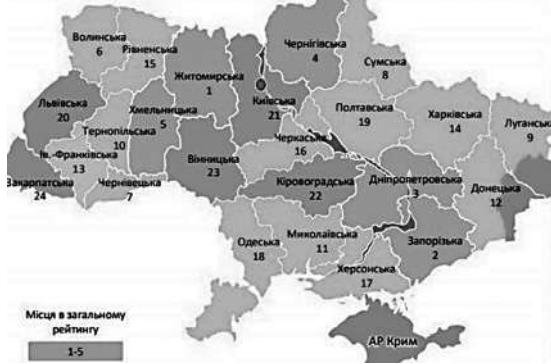 Волинська
6
Рівненська
15
Житомирська
1
Чернігівська
4
Сумська
8
Київська
21
Львівська
20
Тернопільська
10
Хмельницька
5
Полтавська
19
Харківська
14
Луганська
9
Черкаська
16
Ів.-Франківська
13
Вінницька
23
Закарпатська
24
Чернівецька
7
Кіровоградська
22
Дніпропетровська
3
Донецька
12
Одеська
18
Миколаївська
11
Запорізька
2
Херсонська
17
АР Крим
Місця в загальному
рейтингу
1-5